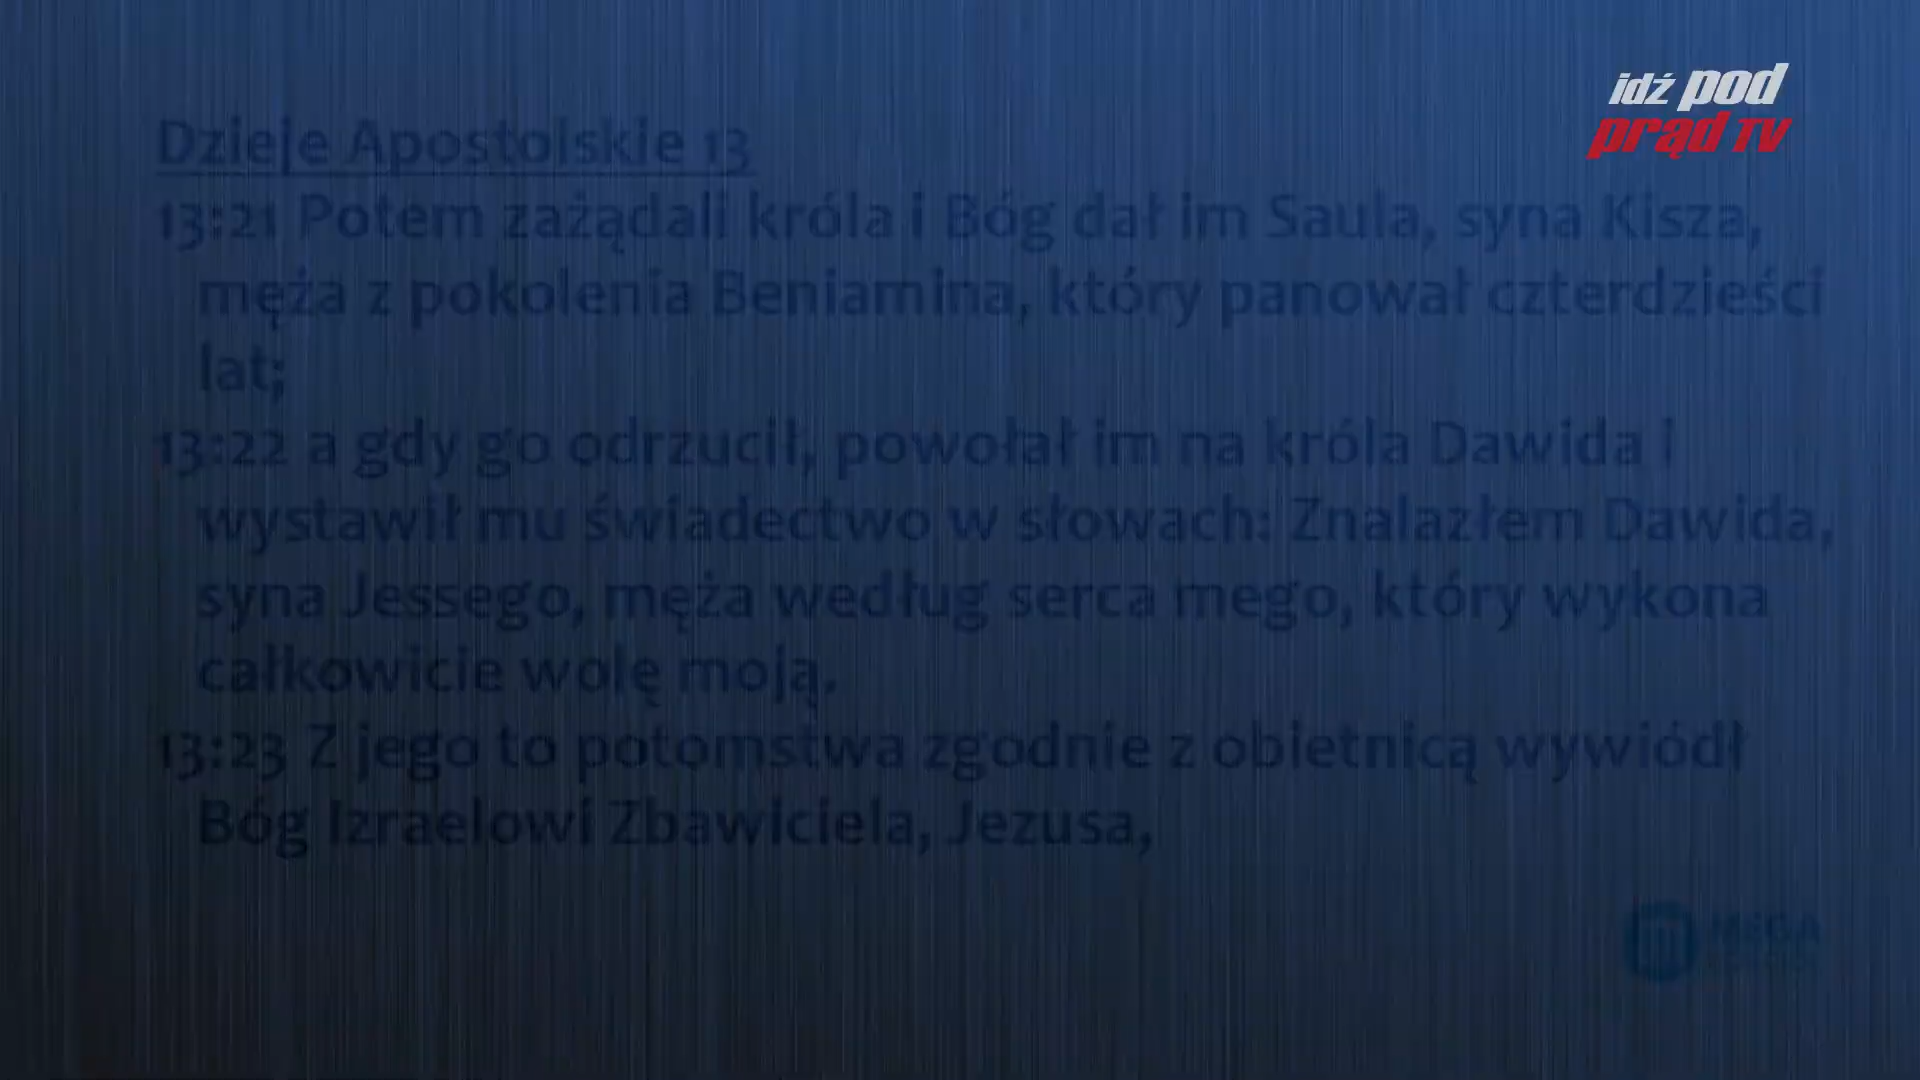 idź pod
prąd TV
Dzieje Apostolskie 13
13:21 Potem zażądali króla i Bóg dał im Saula, syna Kisza,
męża z pokolenia Beniamina, który panował czterdzieści
lat;
13:22 a gdy go odrzucił, powołał im na króla Dawida i
wystawił mu świadectwo w słowach: Znalazłem Dawida,
syna Jessego, męża według serca mego, który wykona
całkowicie wolę moją.
13:23 Z jego to potomstwa zgodnie z obietnicą wywiódł
Bóg Izraelowi Zbawiciela, Jezusa,
MEGA